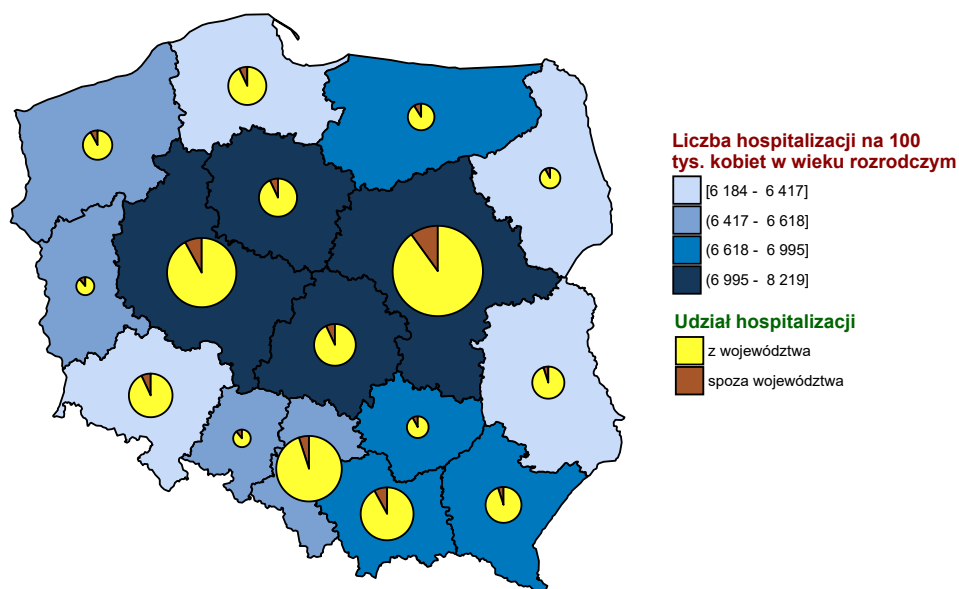 Liczba hospitalizacji na 100
tys. kobiet w wieku rozrodczym
[6 184 - 6 417]
(6 417 - 6 618]
(6 618 - 6 995]
(6 995 - 8 219]
Udział hospitalizacji
z województwa
spoza województwa